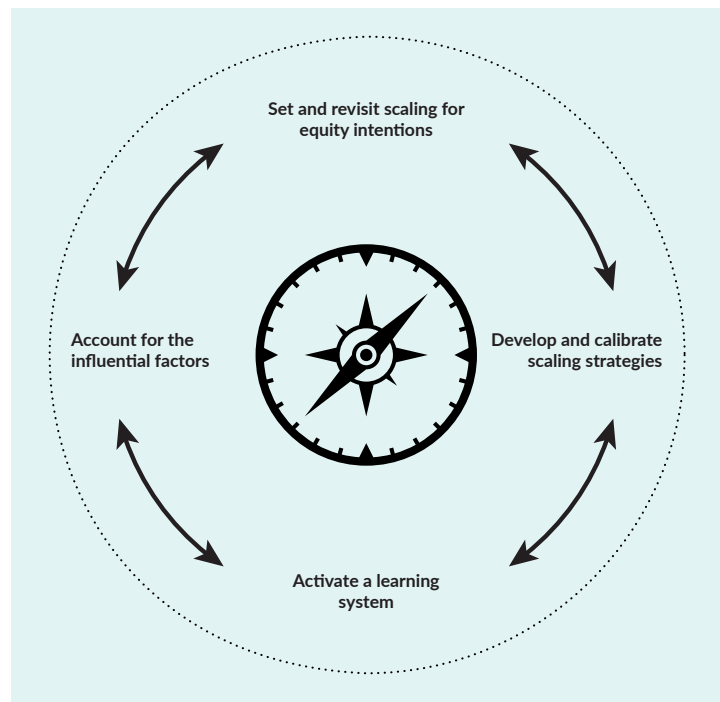 Set and revisit scaling for
equity intentions
Account for the
influential factors
Develop and calibrate
scaling strategies
Activate a learning
system